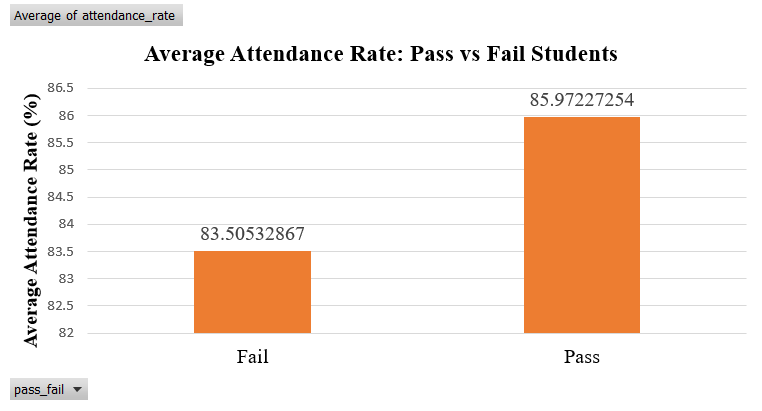 Average of attendance_rate
Average Attendance Rate: Pass vs Fail Students
Average Attendance Rate (%)
86.5
86
85.5
85
84.5
84
83.5
83
82.5
82
83.50532867
85.97227254
Fail
Pass
pass_fail